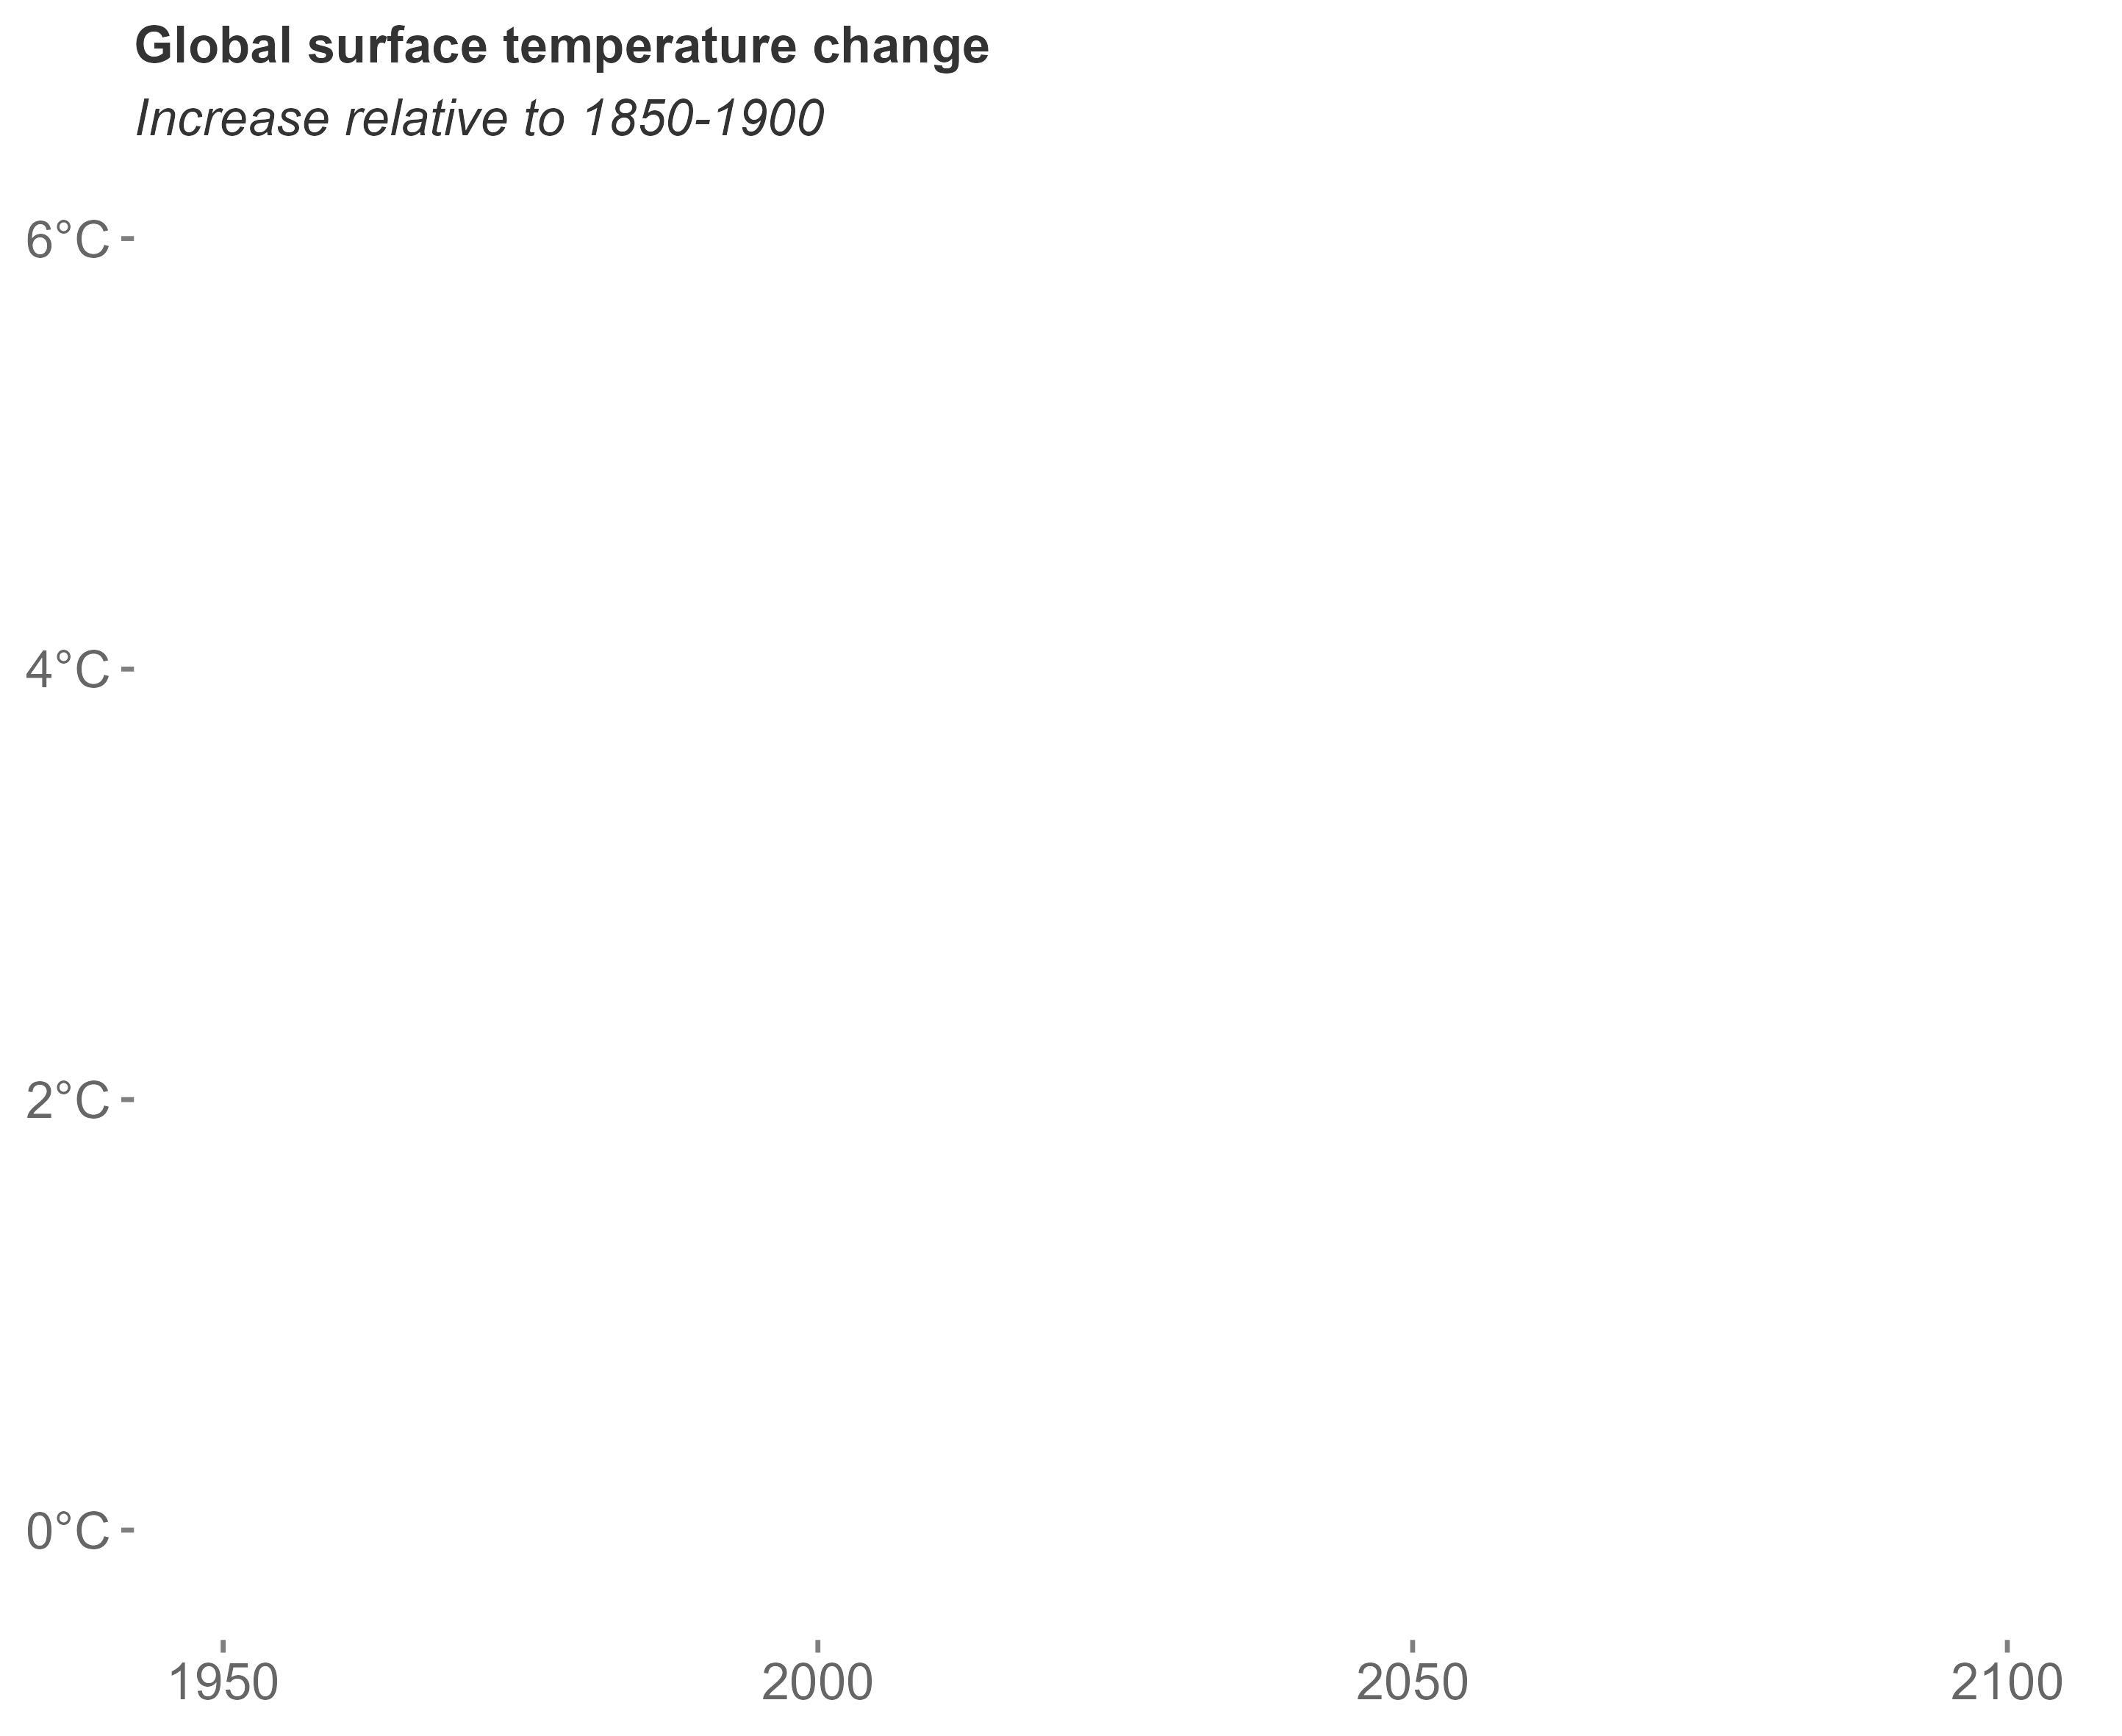 Global surface temperature change
Increase relative to 1850-1900
6°C
4°C
2°C
0°C
1950 2000 2050 2100